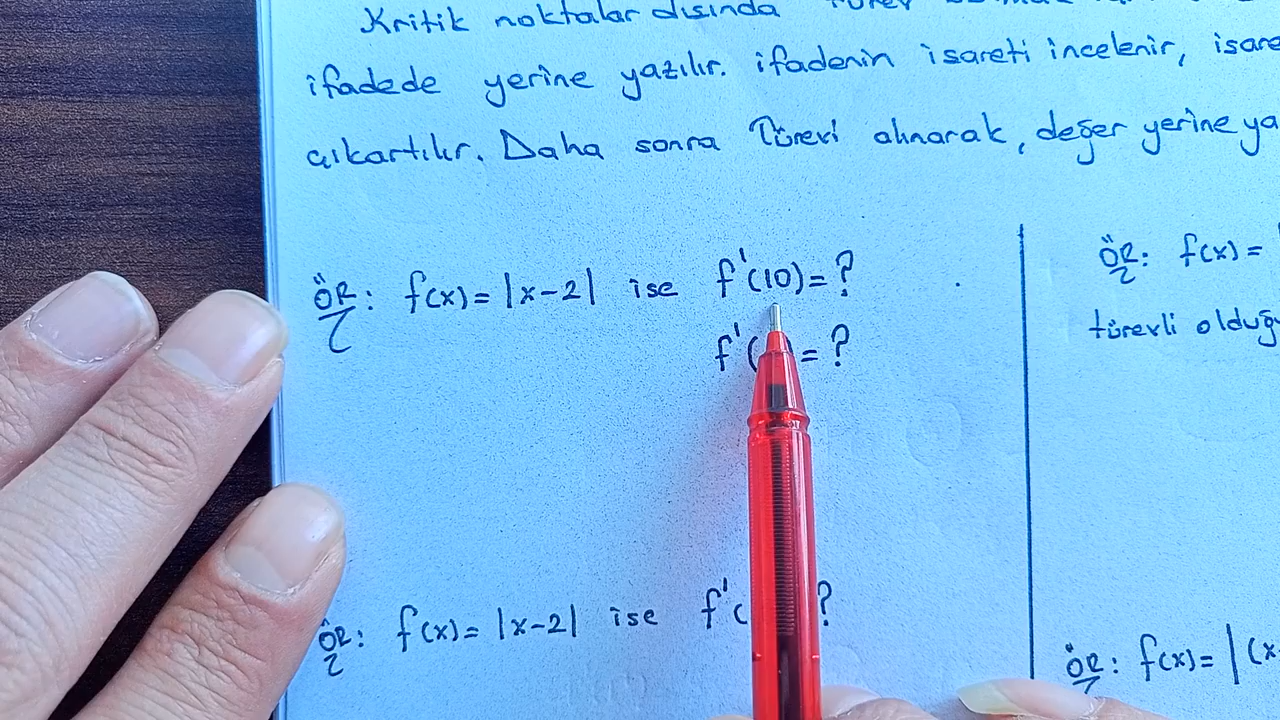 Kritik noktalar dışında
ifadede yerine yazılır. ifadenin işareti incelenir,
çıkartılır. Daha sonra Türevi alınarak, değer yerine
ÖR: f(x)= |x-2| ise f'(10)=?
f'( )= ?
ÖR: f(x)= |x-2| ise f'( ?
ÖR: f(x)=
türevli
ÖR: f(x)= |(x